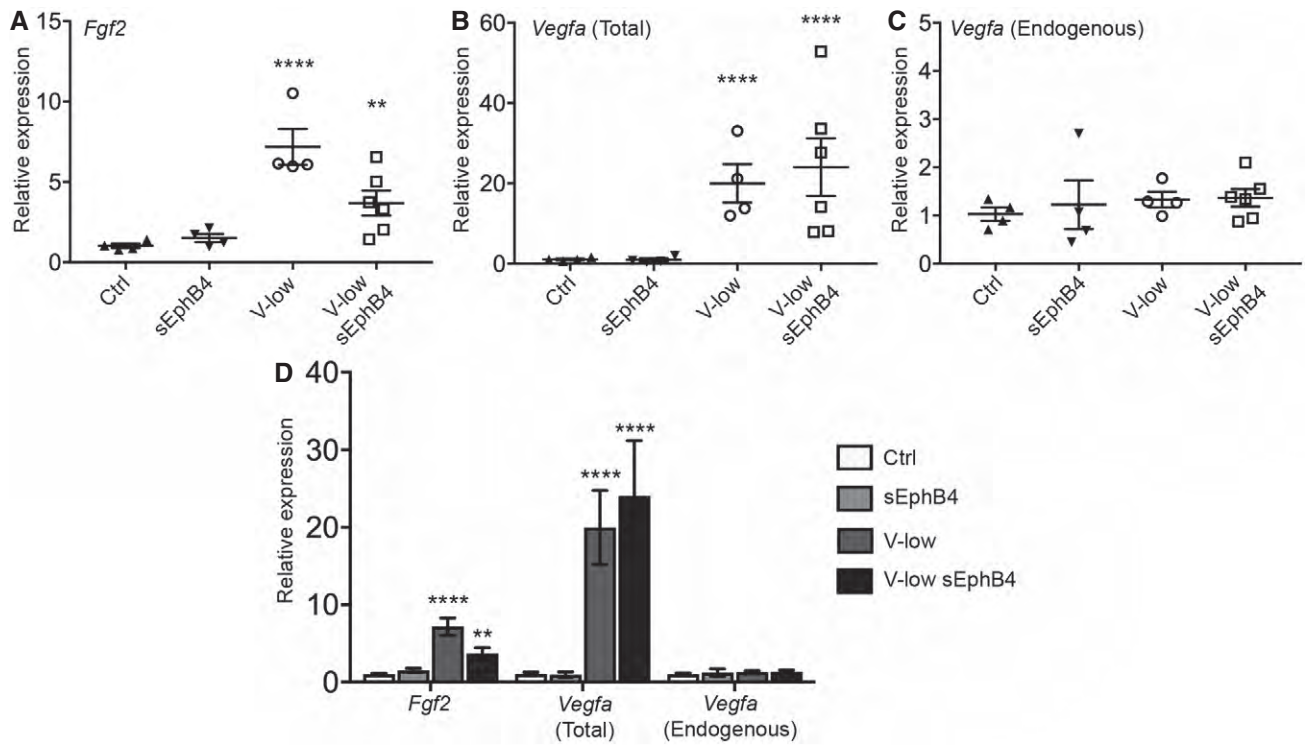 A
Fgf2
Relative expression
15
10
5
0
****
**
Ctrl
sEphB4
V-low
V-low
sEphB4
B
Vegfa (Total)
Relative expression
60
40
20
0
****
****
Ctrl
sEphB4
V-low
V-low
sEphB4
C
Vegfa (Endogenous)
Relative expression
5
4
3
2
1
0
Ctrl
sEphB4
V-low
V-low
sEphB4
D
Relative expression
40
30
20
10
0
****
**
****
****
Fgf2
Vegfa
(Total)
Vegfa
(Endogenous)
Ctrl
sEphB4
V-low
V-low sEphB4